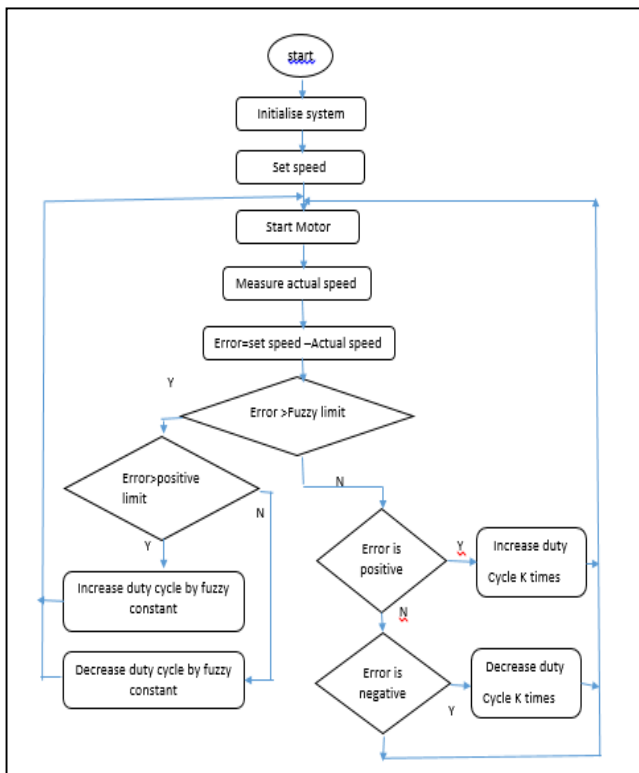 start
Initialise system
Set speed
Start Motor
Measure actual speed
Error=set speed –Actual speed
Y
Error >Fuzzy limit
N
Error>positive
limit
N
Y
Increase duty cycle by fuzzy
constant
Decrease duty cycle by fuzzy
constant
Error is
positive
Y
Increase duty
Cycle K times
N
Error is
negative
Y
Decrease duty
Cycle K times